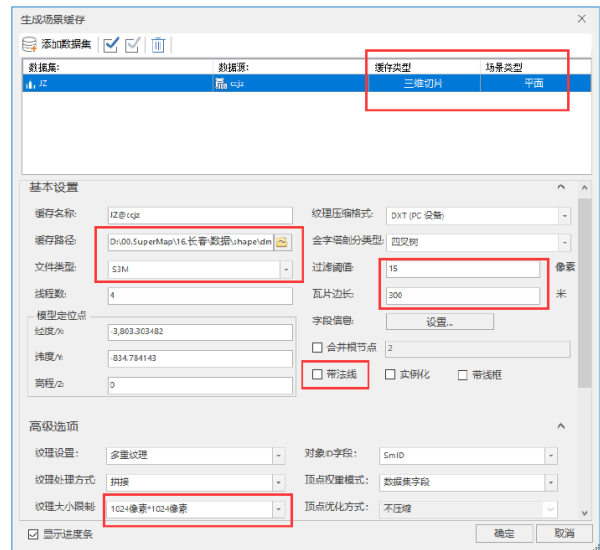 生成场景缓存
添加数据集
数据集: 数据源: 缓存类型 场景类型
JZ ccjz 三维切片 平面
基本设置
缓存名称: JZ@ccjz 纹理压缩格式: DXT (PC 设备)
缓存路径: D:\00.SuperMap\16.长春\数据\shape\dm 金字塔剖分类型: 四叉树
文件类型: S3M 过滤阈值: 15 像素
线程数: 4 瓦片边长: 300 米
模型定位点 字段信息: 设置...
经度/X: -3,803.303482
合并根节点 2
纬度/Y: -834.784143
带法线 实例化 带线框
高程/Z: 0
高级选项
纹理设置: 多重纹理 对象ID字段: SmID
纹理处理方式: 拼接 顶点权重模式: 数据集字段
纹理大小限制: 1024像素*1024像素 顶点优化方式: 不压缩
显示进度条 确定 取消